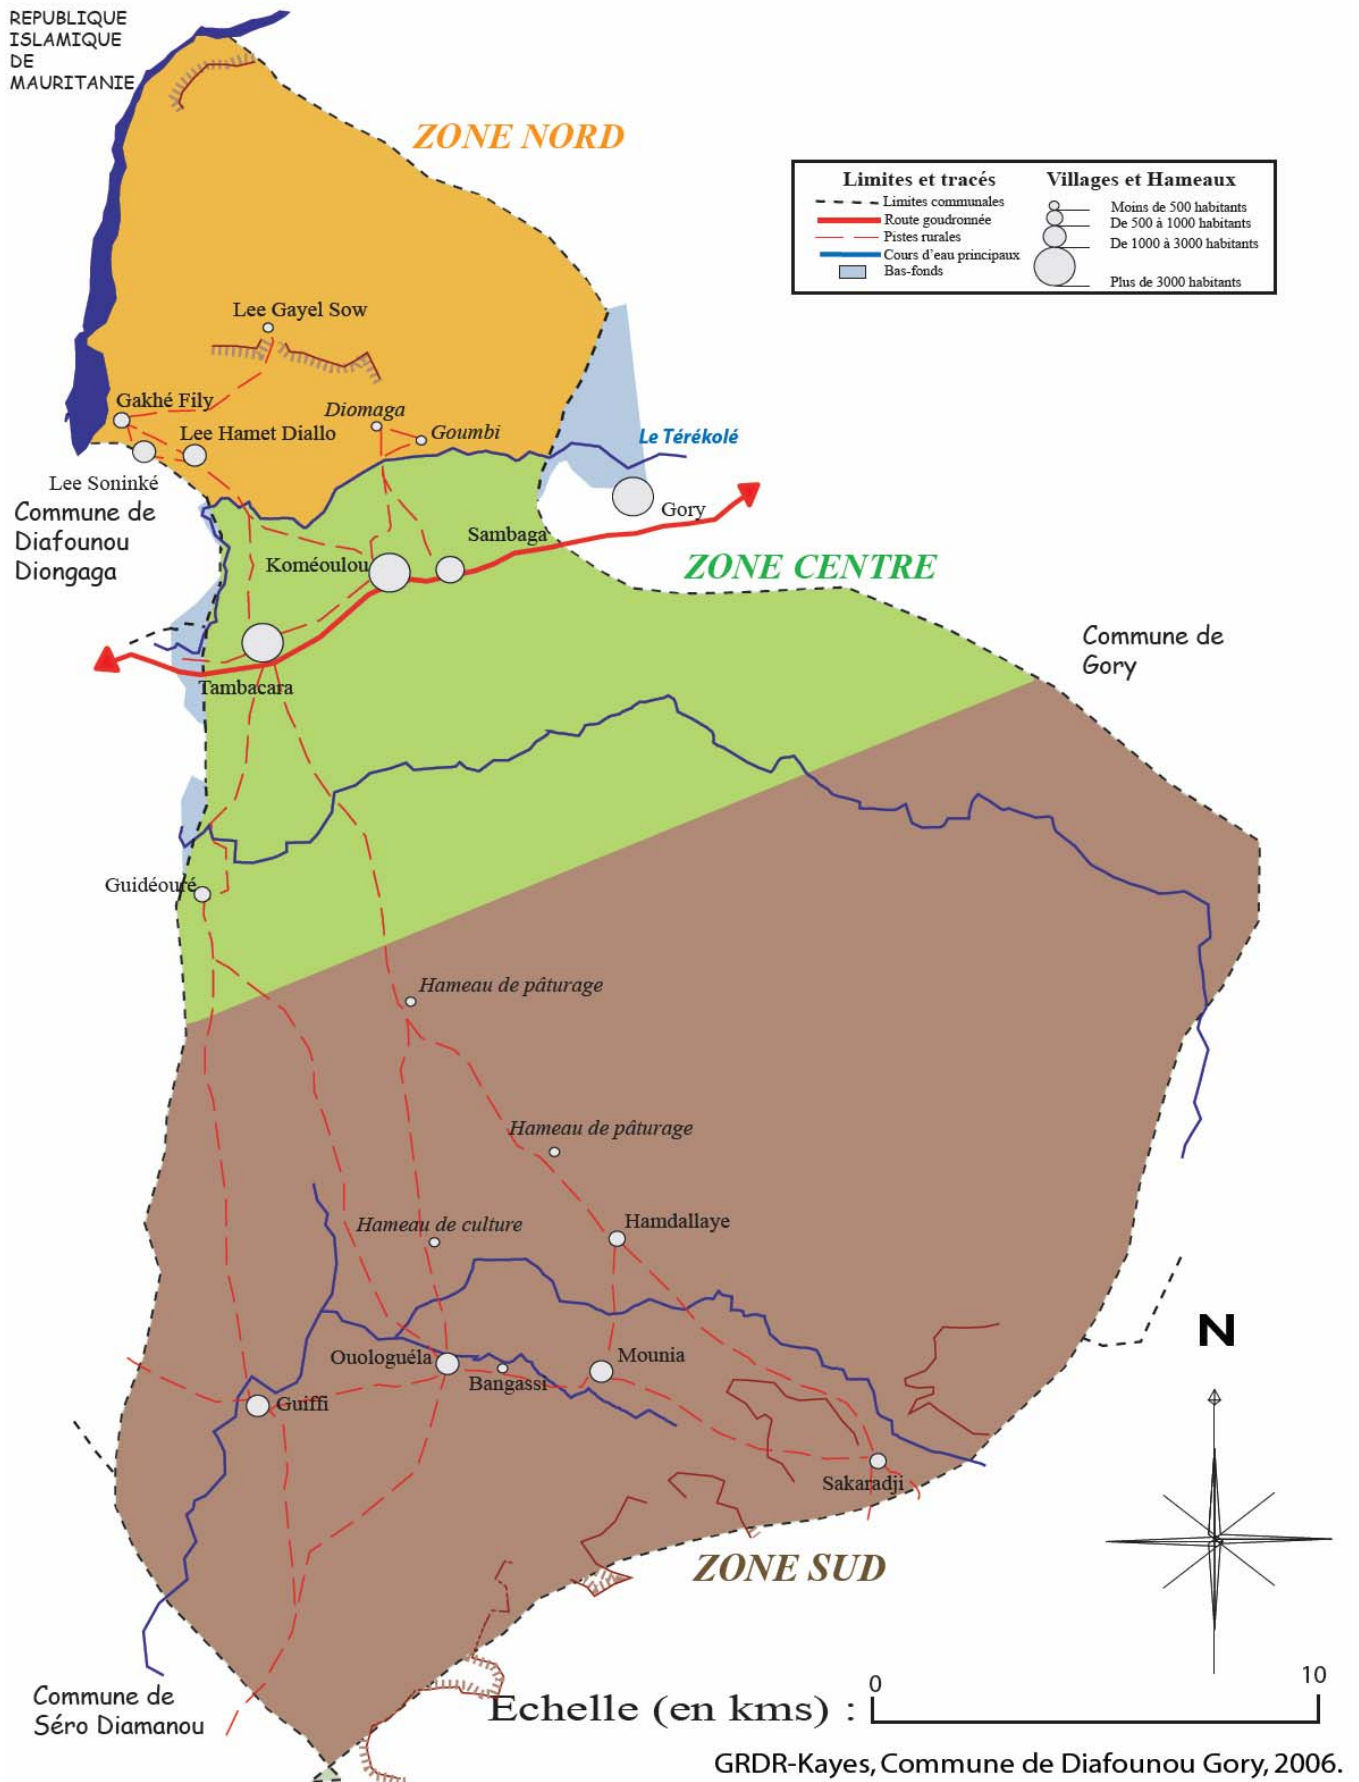 REPUBLIQUE
ISLAMIQUE
DE
MAURITANIE
ZONE NORD
Limites et tracés
Limites communales
Route goudronnée
Pistes rurales
Cours d'eau principaux
Bas-fonds
Villages et Hameaux
Moins de 500 habitants
De 500 à 1000 habitants
De 1000 à 3000 habitants
Plus de 3000 habitants
Lee Gayel Sow
Gakhé Fily
Diomaga
Lee Hamet Diallo
Goumbi
Le Térékolé
Lee Soninké
Commune de
Diafounou
Diongaga
Gory
Sambaga
Koméoulou
ZONE CENTRE
Commune de
Gory
Tambacara
Guidéouré
Hameau de pâturage
Hameau de pâturage
Hameau de culture
Hamdallaye
N
Ouologuéla
Mounia
Bangassi
Guiffi
Sakaradji
ZONE SUD
Commune de
Séro Diamanou
Echelle (en kms) :
0
10
GRDR-Kayes, Commune de Diafounou Gory, 2006.